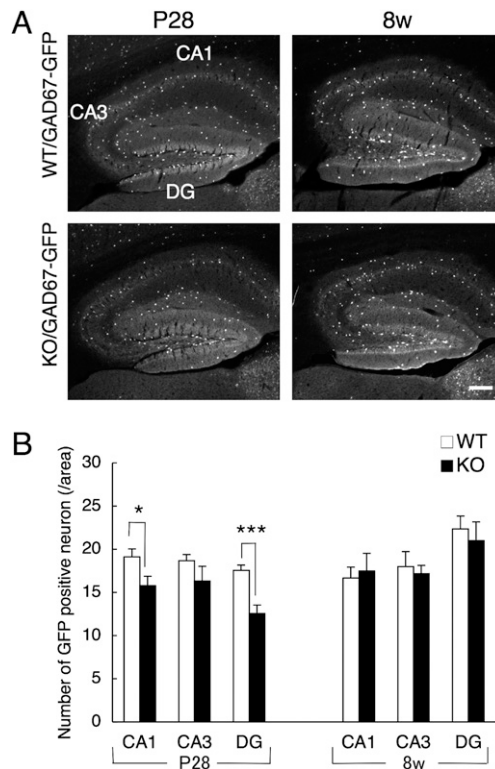 A
P28
8w
WT/GAD67-GFP
CA1
CA3
DG
KO/GAD67-GFP
B
WT
KO
Number of GFP positive neuron (/area)
30
25
20
15
10
5
0
*
***
CA1 CA3 DG CA1 CA3 DG
P28 8w